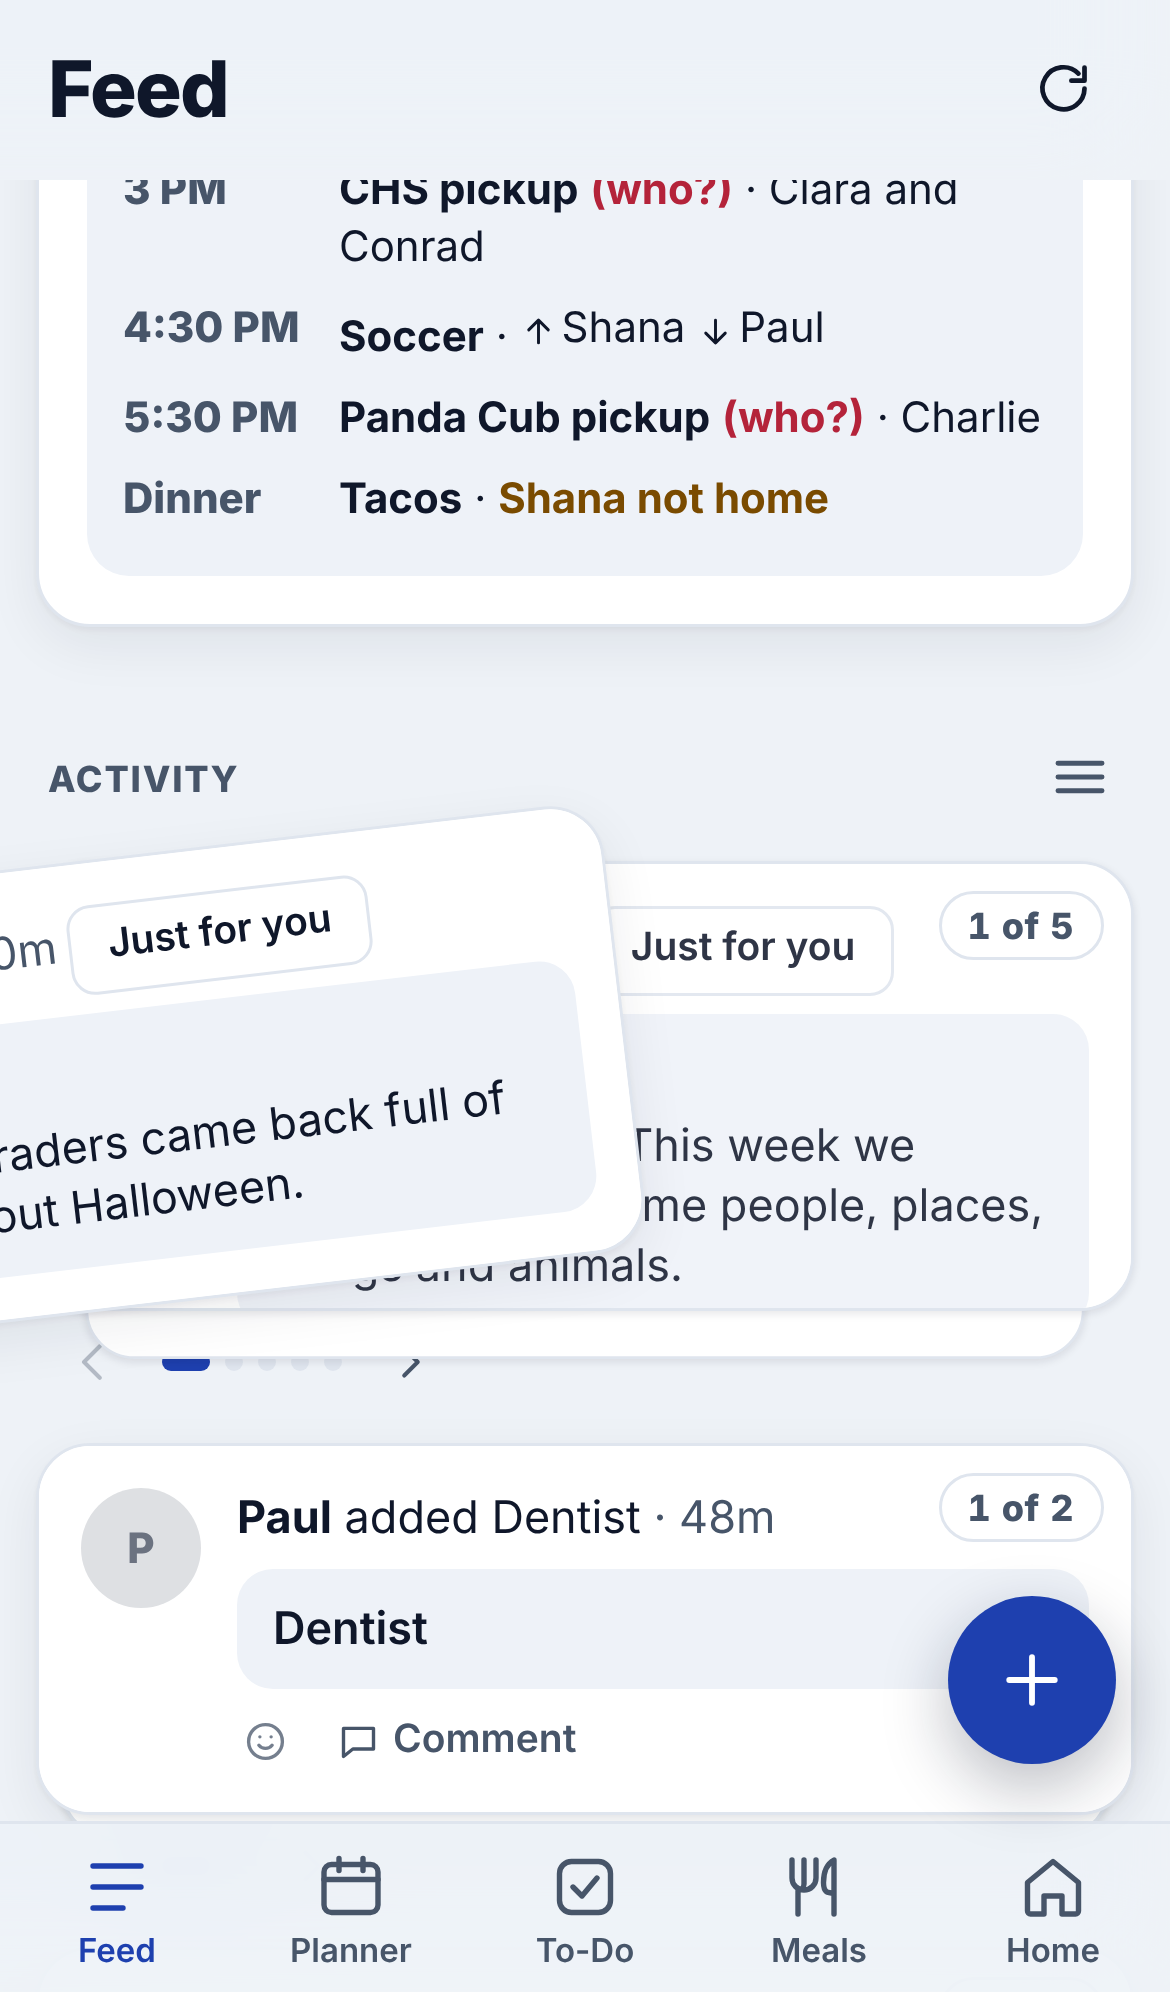 Feed
3 PM CHS pickup (who?) · Clara and
Conrad
4:30 PM Soccer · ↑ Shana ↓ Paul
5:30 PM Panda Cub pickup (who?) · Charlie
Dinner Tacos · Shana not home
ACTIVITY
0m Just for you
raders came back full of
out Halloween.
Just for you 1 of 5
This week we
me people, places,
and animals.
Paul added Dentist · 48m 1 of 2
P
Dentist
Comment
Feed Planner To-Do Meals Home